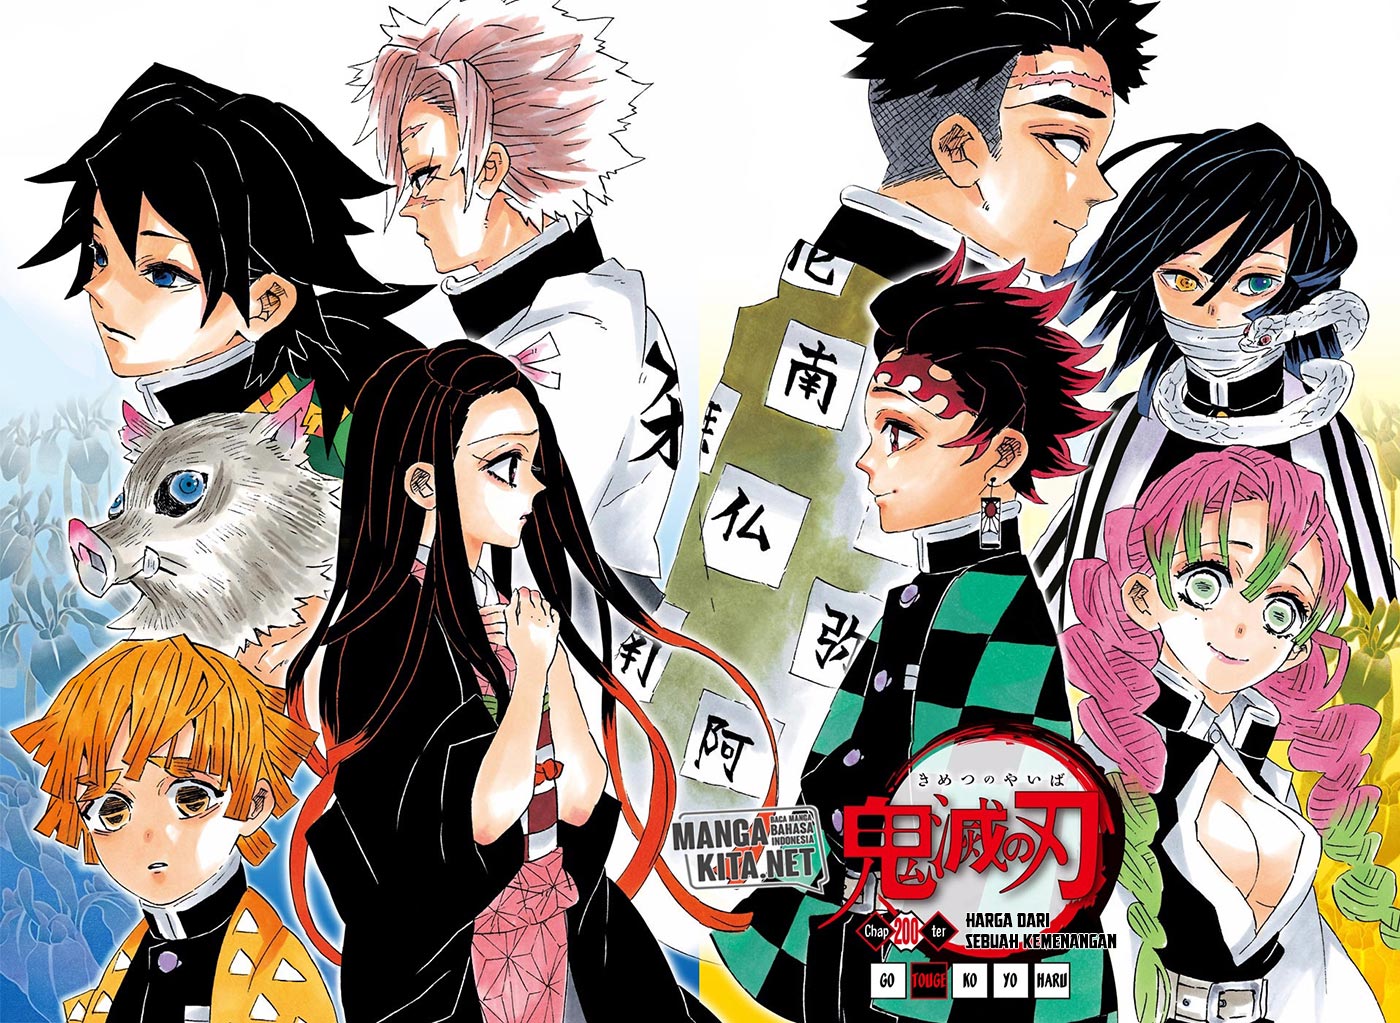 南
仏
弥
判
阿
MANGA
KITA.NET
BACA MANGA
BAHASA
INDONESIA
きめつのやいば
鬼滅の刃
Chap 200 ter
HARGA DARI
SEBUAH KEMENANGAN
GO TOUGE KO YO HARU